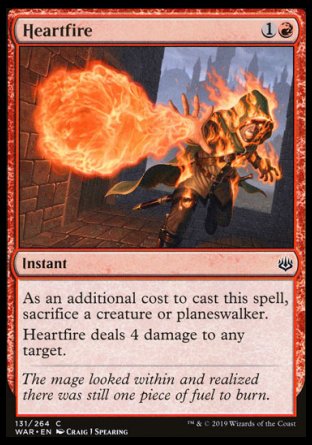 Heartfire 1
Instant
As an additional cost to cast this spell,
sacrifice a creature or planeswalker.
Heartfire deals 4 damage to any
target.
The mage looked within and realized
there was still one piece of fuel to burn.
131/264 C
WAR • EN Craig J Spearing ™ & © 2019 Wizards of the Coast